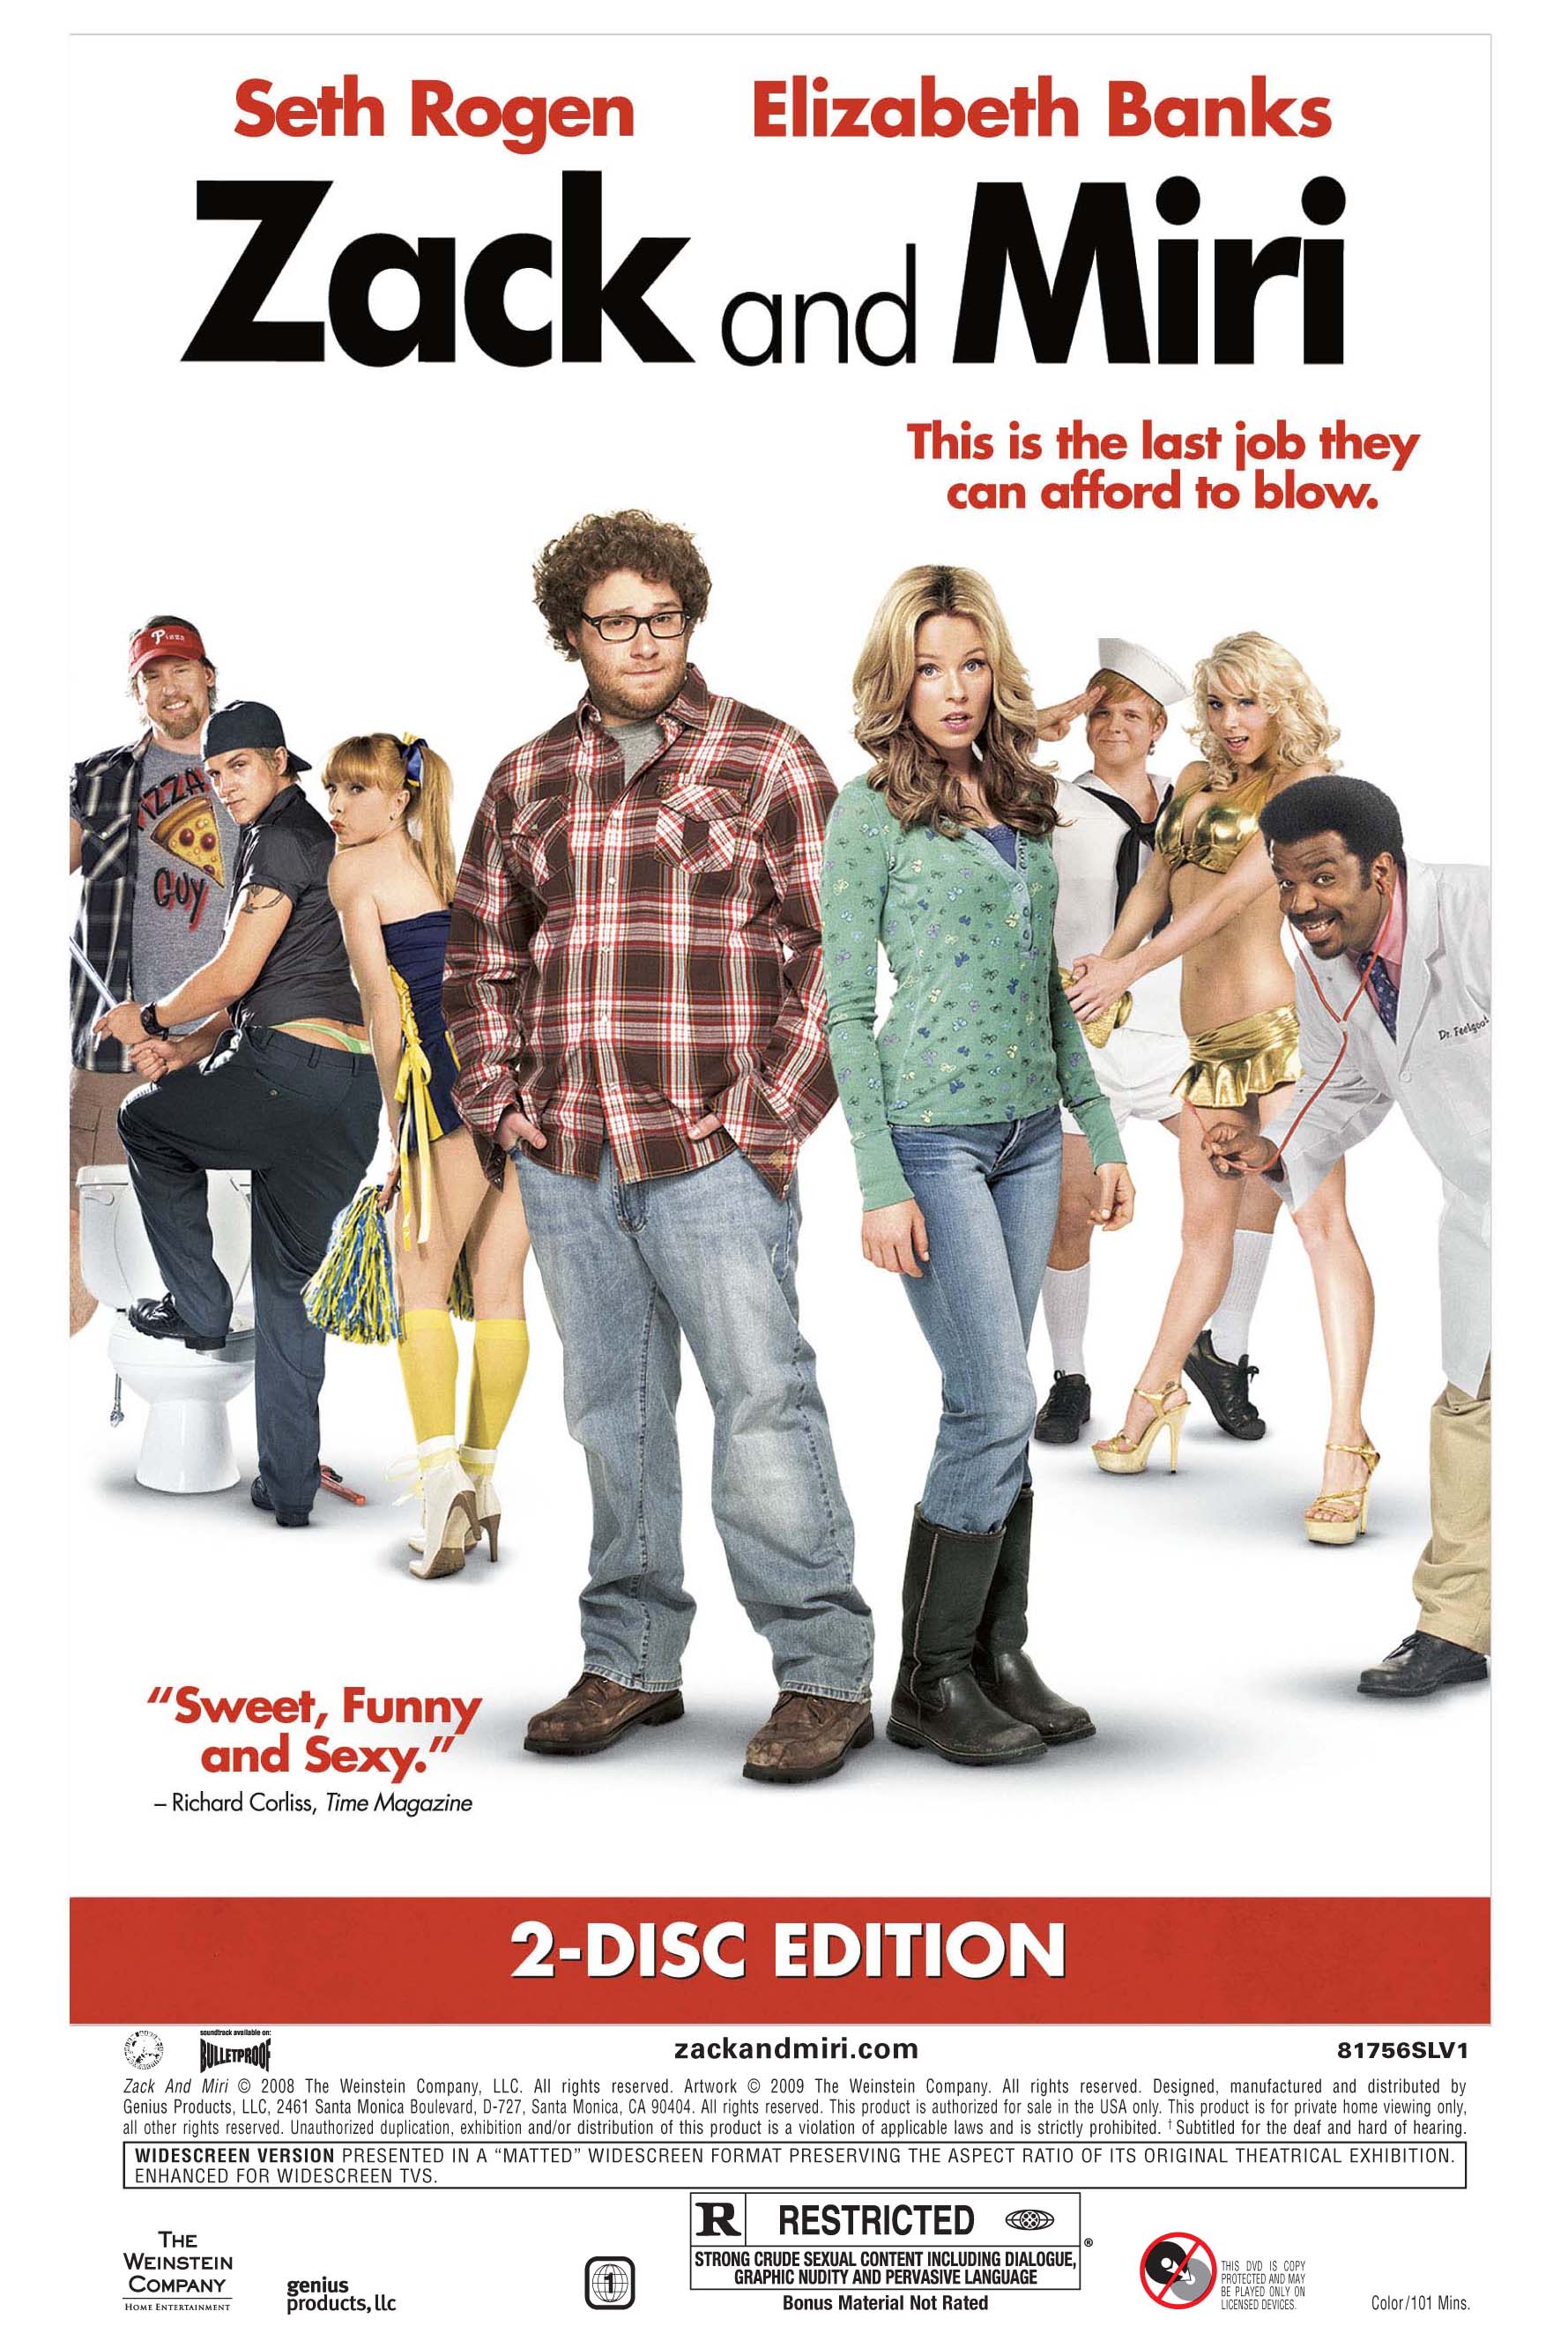 Seth Rogen Elizabeth Banks
Zack and Miri
This is the last job they
can afford to blow.
Pizza
PIZZA
GUY
Dr. Feelgood
“Sweet, Funny
and Sexy.”
– Richard Corliss, Time Magazine
2-DISC EDITION
soundtrack available on:
BULLETPROOF
zackandmiri.com
81756SLV1
Zack And Miri © 2008 The Weinstein Company, LLC. All rights reserved. Artwork © 2009 The Weinstein Company. All rights reserved. Designed, manufactured and distributed by
Genius Products, LLC, 2461 Santa Monica Boulevard, D-727, Santa Monica, CA 90404. All rights reserved. This product is authorized for sale in the USA only. This product is for private home viewing only,
all other rights reserved. Unauthorized duplication, exhibition and/or distribution of this product is a violation of applicable laws and is strictly prohibited. † Subtitled for the deaf and hard of hearing.
WIDESCREEN VERSION PRESENTED IN A “MATTED” WIDESCREEN FORMAT PRESERVING THE ASPECT RATIO OF ITS ORIGINAL THEATRICAL EXHIBITION.
ENHANCED FOR WIDESCREEN TVS.
THE
WEINSTEIN
COMPANY
HOME ENTERTAINMENT
genius
products, llc
1
R RESTRICTED ®
STRONG CRUDE SEXUAL CONTENT INCLUDING DIALOGUE,
GRAPHIC NUDITY AND PERVASIVE LANGUAGE
Bonus Material Not Rated
THIS DVD IS COPY
PROTECTED AND MAY
BE PLAYED ONLY ON
LICENSED DEVICES.
Color/101 Mins.